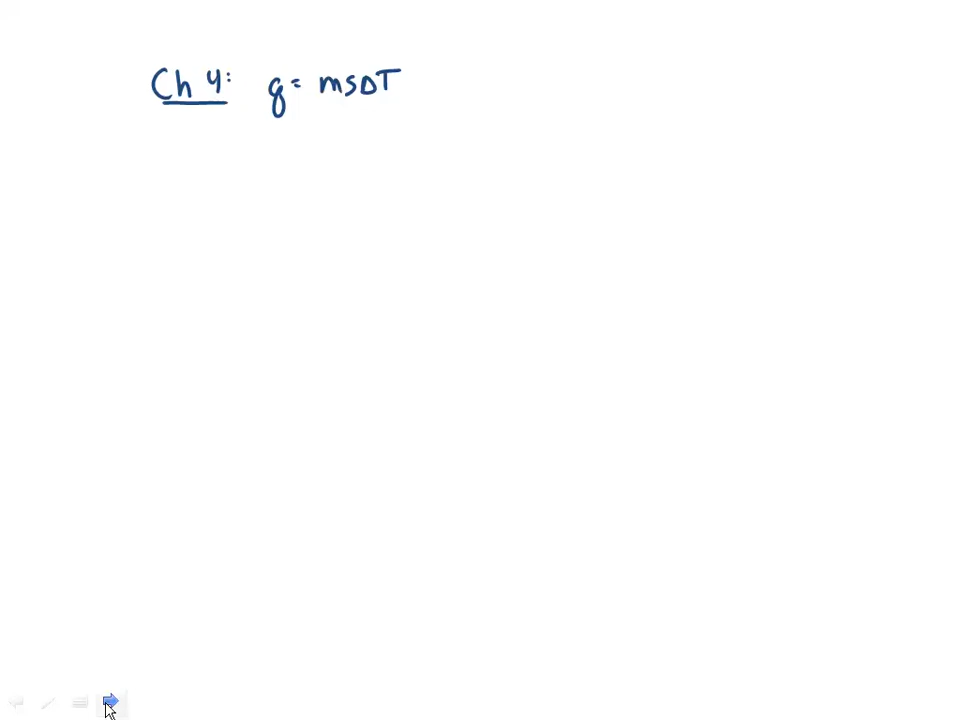 Ch 4: q = msΔT